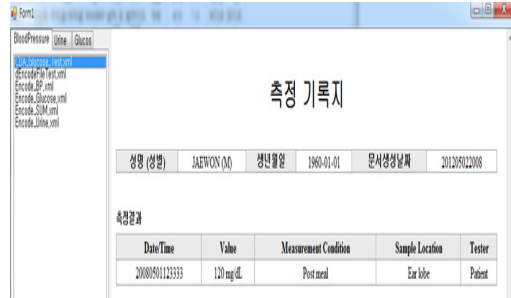 Form1
BloodPressure Urine Glucos
CDA_Glucose_Test.xml
dEncodeFileTest.xml
Encode_BP.xml
Encode_Glucose.xml
Encode_SUM.xml
Encode_Urine.xml
측정 기록지
성명 (성별) JAEWON (M) 생년월일 1960-01-01 문서생성날짜 201205022008
측정결과
Date/Time Value Measurement Condition Sample Location Tester
20080501123333 120 mg/dL Post meal Ear lobe Patient